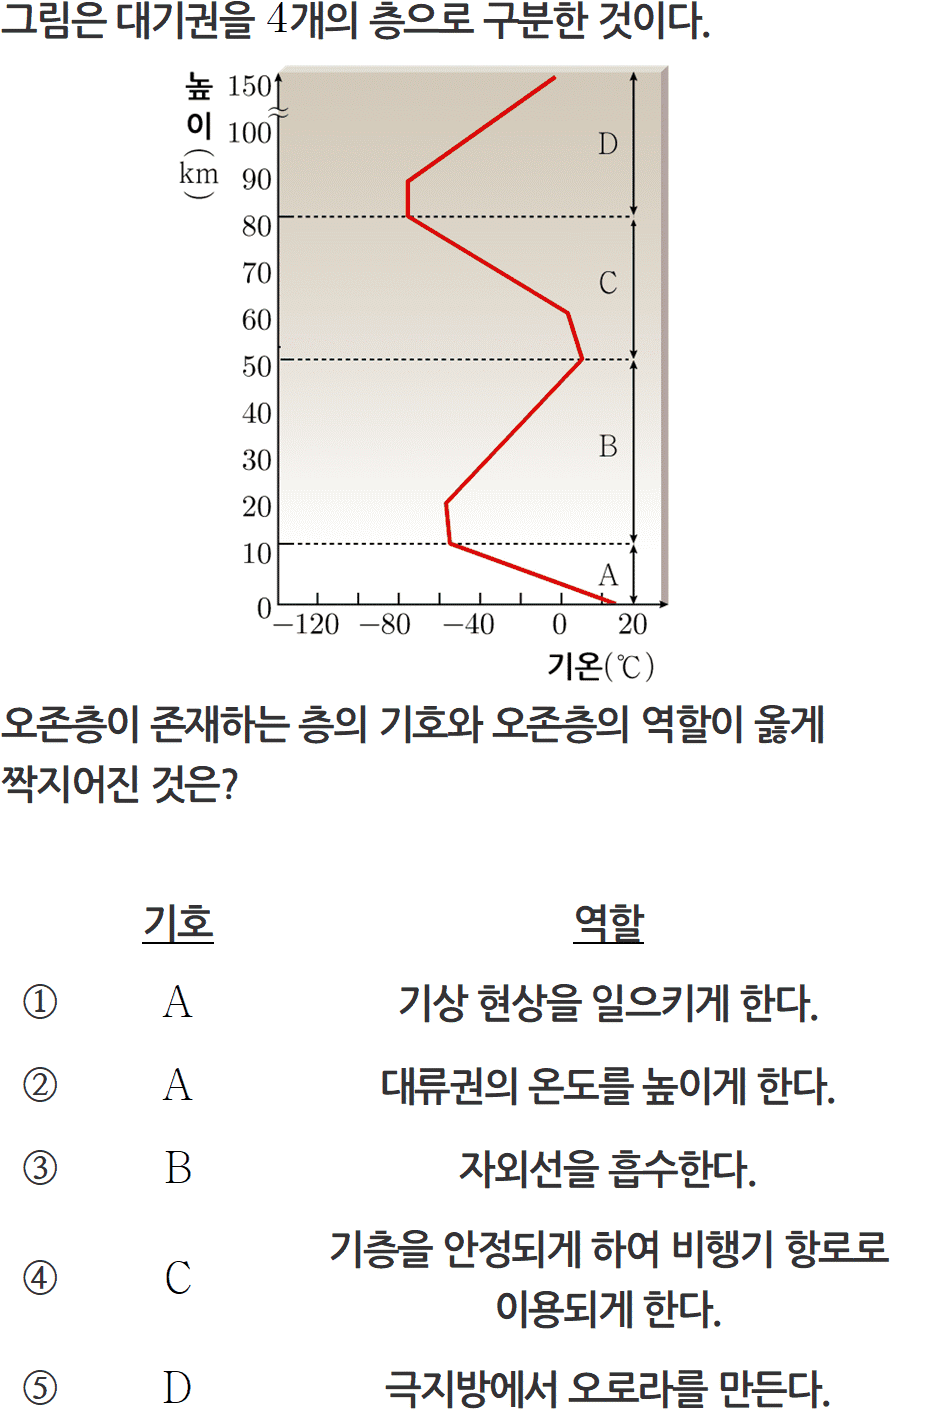 그림은 대기권을 4개의 층으로 구분한 것이다.
높이(km)
150
100
90
80
70
60
50
40
30
20
10
0
D
C
B
A
-120 -80 -40 0 20
기온(℃)
오존층이 존재하는 층의 기호와 오존층의 역할이 옳게
짝지어진 것은?
기호 역할
① A 기상 현상을 일으키게 한다.
② A 대류권의 온도를 높이게 한다.
③ B 자외선을 흡수한다.
④ C 기층을 안정되게 하여 비행기 항로로
이용되게 한다.
⑤ D 극지방에서 오로라를 만든다.